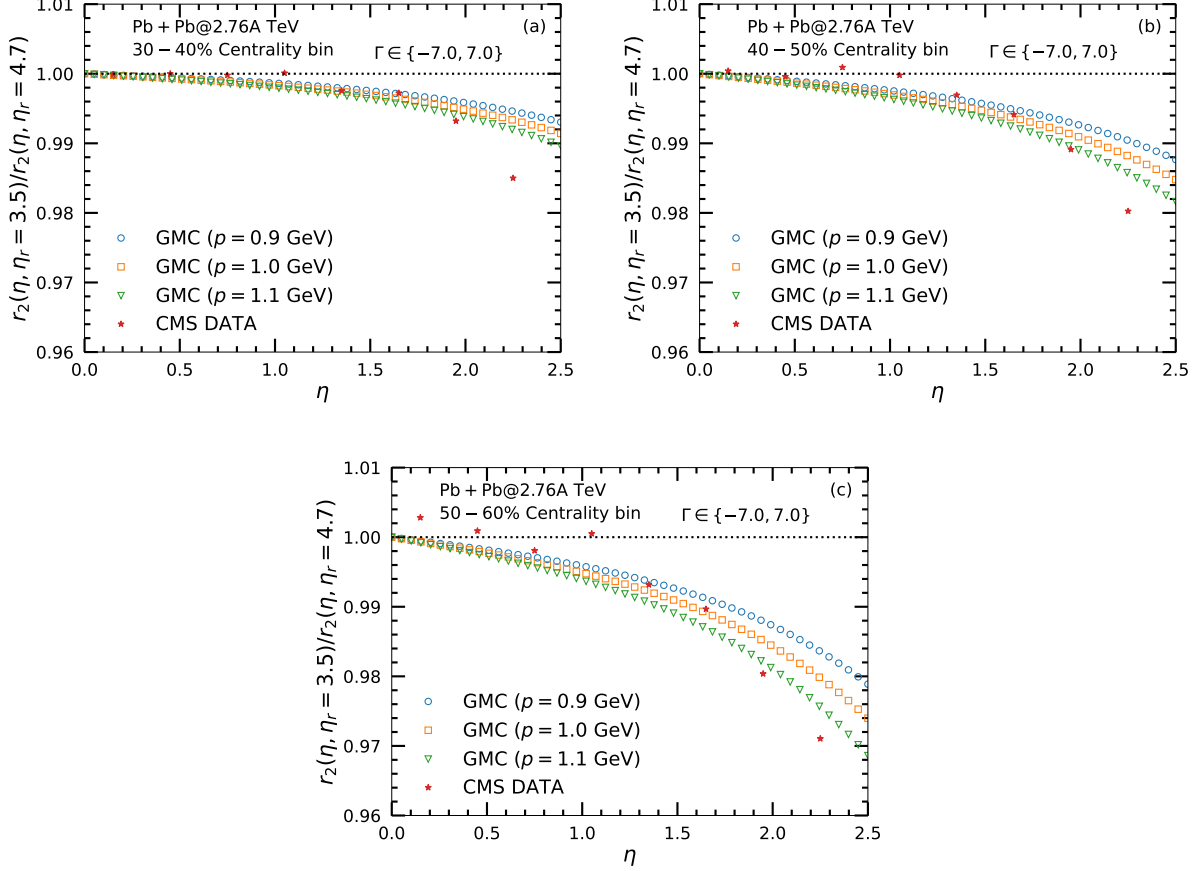 (a)
Pb + Pb@2.76A TeV
30 − 40% Centrality bin
Γ ∈ {−7.0, 7.0}
r₂(η, ηᵣ = 3.5)/r₂(η, ηᵣ = 4.7)
1.00
0.99
0.98
0.97
0.96
GMC (p = 0.9 GeV)
GMC (p = 1.0 GeV)
GMC (p = 1.1 GeV)
CMS DATA
0.0 0.5 1.0 1.5 2.0 2.5
η
(b)
Pb + Pb@2.76A TeV
40 − 50% Centrality bin
Γ ∈ {−7.0, 7.0}
r₂(η, ηᵣ = 3.5)/r₂(η, ηᵣ = 4.7)
1.00
0.99
0.98
0.97
0.96
GMC (p = 0.9 GeV)
GMC (p = 1.0 GeV)
GMC (p = 1.1 GeV)
CMS DATA
0.0 0.5 1.0 1.5 2.0 2.5
η
(c)
Pb + Pb@2.76A TeV
50 − 60% Centrality bin
Γ ∈ {−7.0, 7.0}
r₂(η, ηᵣ = 3.5)/r₂(η, ηᵣ = 4.7)
1.01
1.00
0.99
0.98
0.97
0.96
GMC (p = 0.9 GeV)
GMC (p = 1.0 GeV)
GMC (p = 1.1 GeV)
CMS DATA
0.0 0.5 1.0 1.5 2.0 2.5
η